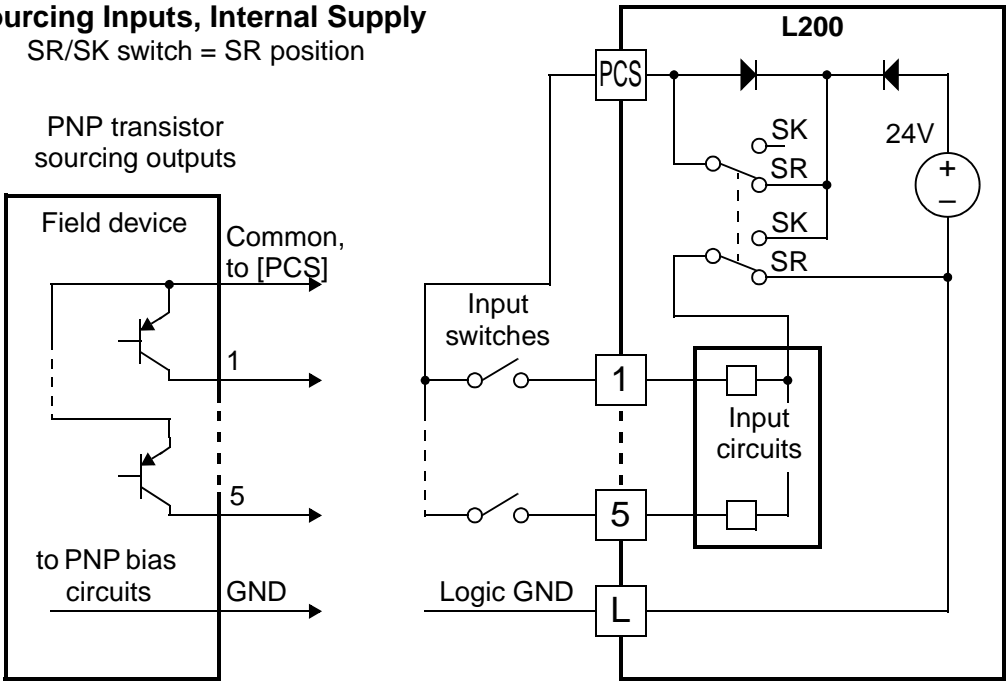 ourcing Inputs, Internal Supply
SR/SK switch = SR position
L200
PCS
PNP transistor
sourcing outputs
SK
SR
24V
+
–
SK
SR
Field device
Common,
to [PCS]
Input
switches
1
1
Input
circuits
5
5
to PNP bias
circuits
GND
Logic GND
L